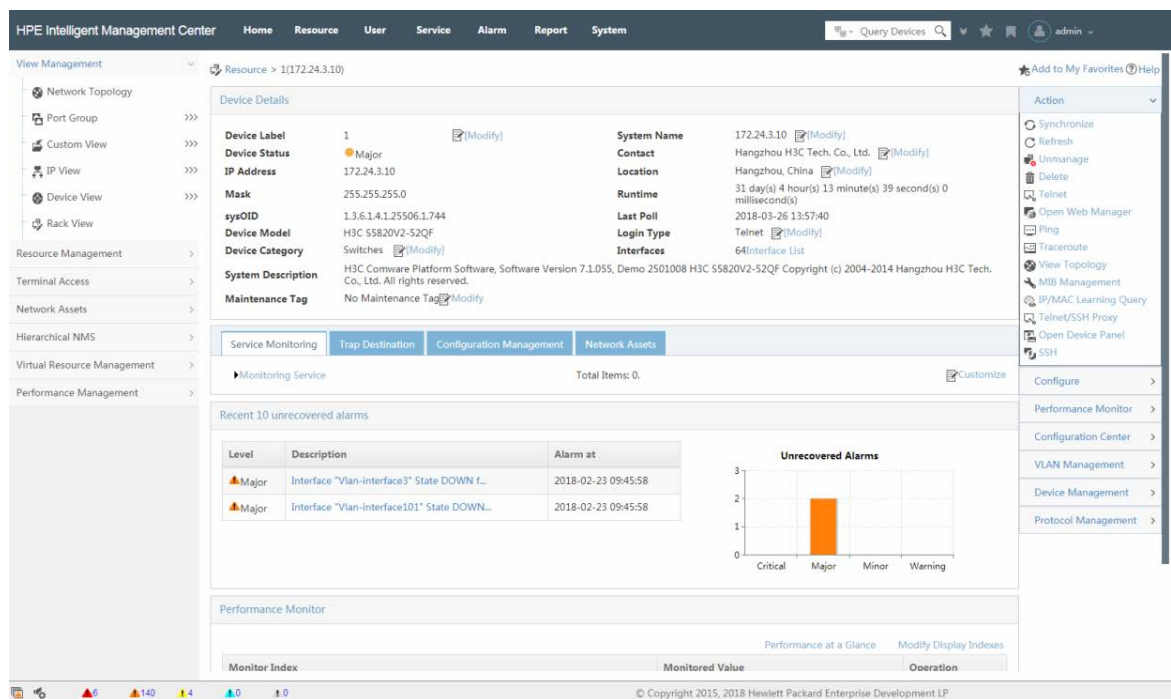 HPE Intelligent Management Center Home Resource User Service Alarm Report System Query Devices admin
View Management
Network Topology
Port Group >>>
Custom View >>>
IP View >>>
Device View >>>
Rack View
Resource Management >
Terminal Access >
Network Assets >
Hierarchical NMS >
Virtual Resource Management >
Performance Management >
Resource > 1(172.24.3.10)
Add to My Favorites ?Help
Device Details
Device Label 1 [Modify] System Name 172.24.3.10 [Modify]
Device Status Major Contact Hangzhou H3C Tech. Co., Ltd. [Modify]
IP Address 172.24.3.10 Location Hangzhou, China [Modify]
Mask 255.255.255.0 Runtime 31 day(s) 4 hour(s) 13 minute(s) 39 second(s) 0
millisecond(s)
sysOID 1.3.6.1.4.1.25506.1.744 Last Poll 2018-03-26 13:57:40
Device Model H3C S5820V2-52QF Login Type Telnet [Modify]
Device Category Switches [Modify] Interfaces 64Interface List
System Description H3C Comware Platform Software, Software Version 7.1.055, Demo 2501008 H3C S5820V2-52QF Copyright (c) 2004-2014 Hangzhou H3C Tech.
Co., Ltd. All rights reserved.
Maintenance Tag No Maintenance Tag Modify
Service Monitoring Trap Destination Configuration Management Network Assets
Monitoring Service Total Items: 0. Customize
Recent 10 unrecovered alarms
Level Description Alarm at
Major Interface "Vlan-interface3" State DOWN f... 2018-02-23 09:45:58
Major Interface "Vlan-interface101" State DOWN... 2018-02-23 09:45:58
Unrecovered Alarms
3
2
1
0
Critical Major Minor Warning
Performance Monitor
Performance at a Glance Modify Display Indexes
Monitor Index Monitored Value Operation
Action
Synchronize
Refresh
Unmanage
Delete
Telnet
Open Web Manager
Ping
Traceroute
View Topology
MIB Management
IP/MAC Learning Query
Telnet/SSH Proxy
Open Device Panel
SSH
Configure >
Performance Monitor >
Configuration Center >
VLAN Management >
Device Management >
Protocol Management >
6 140 4 0 0 © Copyright 2015, 2018 Hewlett Packard Enterprise Development LP